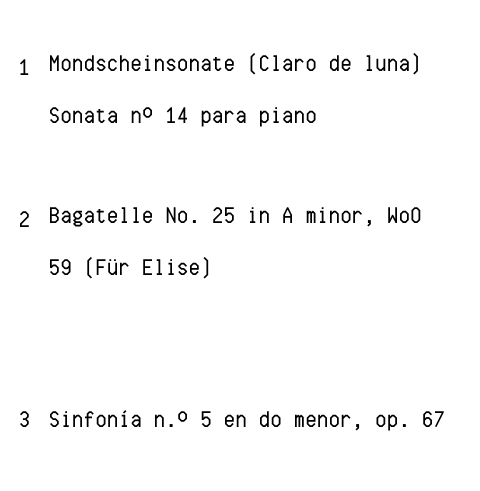 1 Mondscheinsonate (Claro de luna)
Sonata nº 14 para piano
2 Bagatelle No. 25 in A minor, WoO
59 (Für Elise)
3 Sinfonía n.º 5 en do menor, op. 67